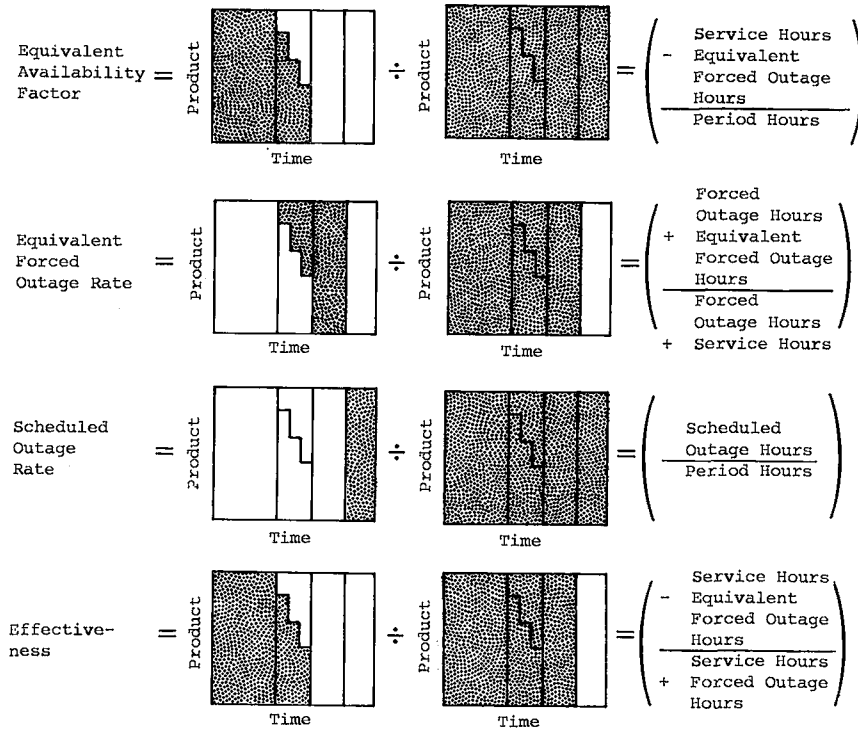 Equivalent
Availability
Factor
=
Product
Time
÷
Product
Time
=
Service Hours
- Equivalent
Forced Outage
Hours
Period Hours
Equivalent
Forced
Outage Rate
=
Product
Time
÷
Product
Time
=
Forced
Outage Hours
+ Equivalent
Forced Outage
Hours
Forced
Outage Hours
+ Service Hours
Scheduled
Outage
Rate
=
Product
Time
÷
Product
Time
=
Scheduled
Outage Hours
Period Hours
Effective-
ness
=
Product
Time
÷
Product
Time
=
Service Hours
- Equivalent
Forced Outage
Hours
Service Hours
+ Forced Outage
Hours